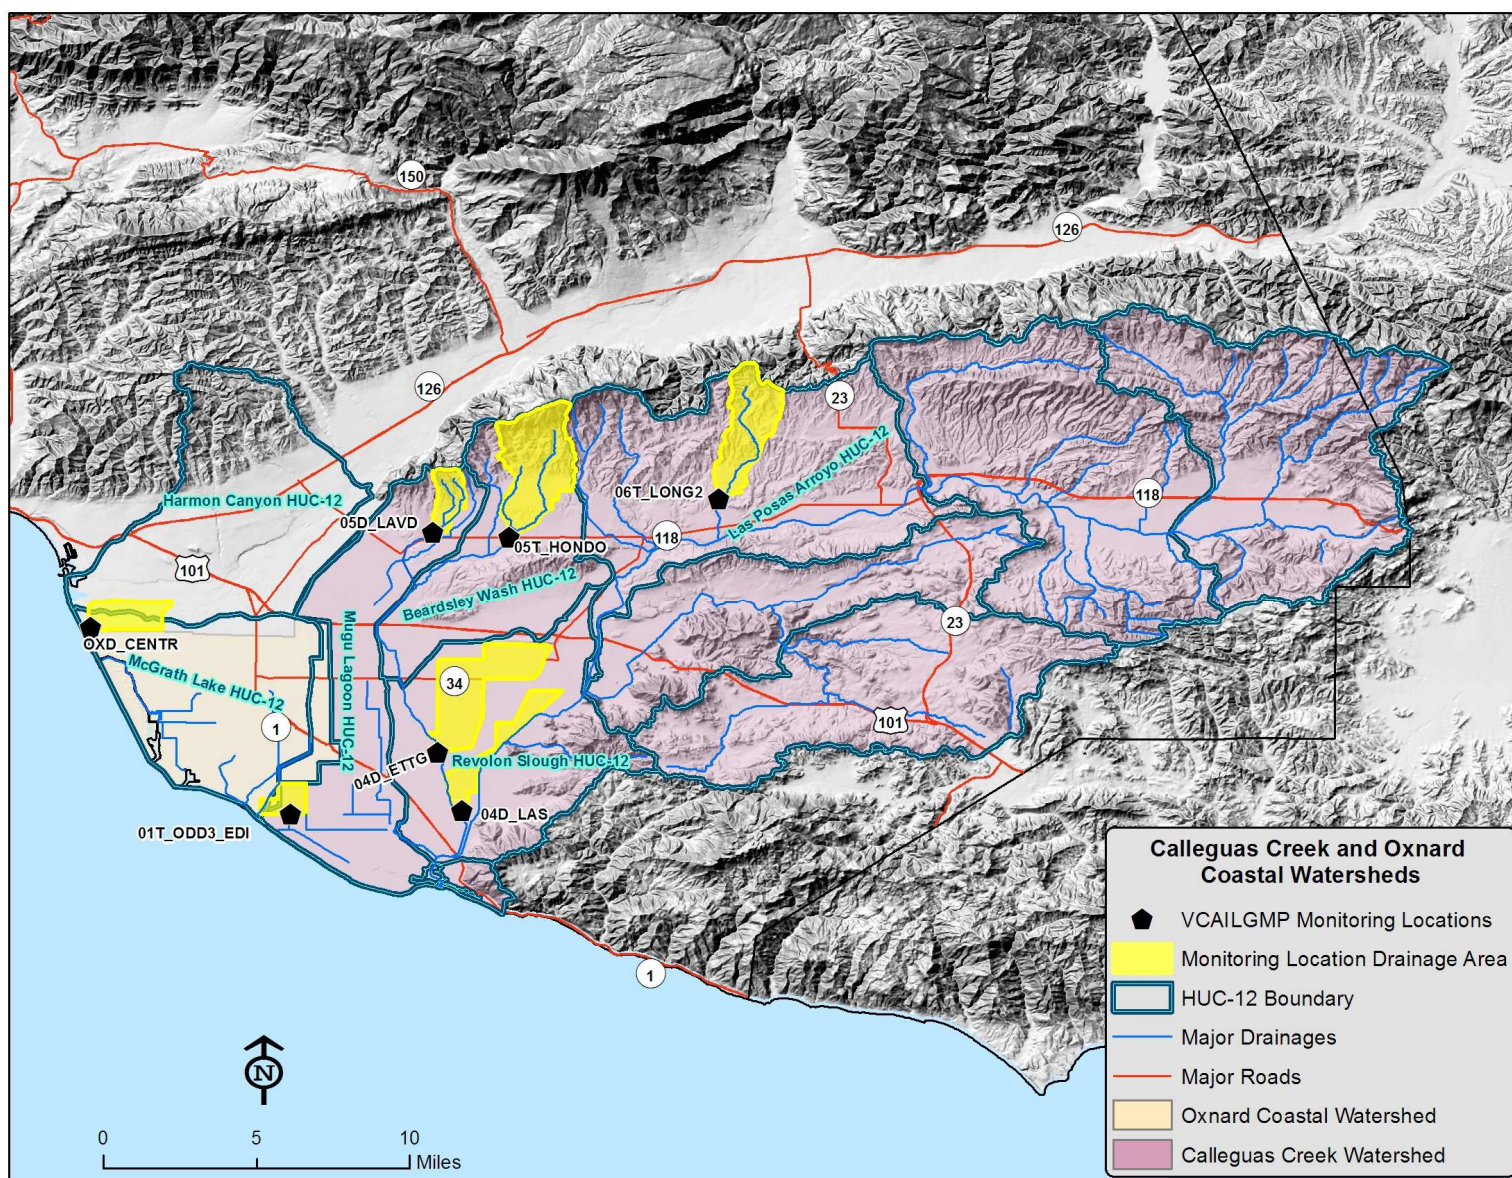 150
126
126
23
Harmon Canyon HUC-12
06T_LONG2
Las Posas Arroyo HUC-12
118
05D_LAVD
05T_HONDO
118
101
Beardsley Wash HUC-12
OXD_CENTR
McGrath Lake HUC-12
Mugu Lagoon HUC-12
23
34
1
101
04D_ETTG
Revolon Slough HUC-12
04D_LAS
01T_ODD3_EDI
1
N
0 5 10
Miles
Calleguas Creek and Oxnard
Coastal Watersheds
VCAILGMP Monitoring Locations
Monitoring Location Drainage Area
HUC-12 Boundary
Major Drainages
Major Roads
Oxnard Coastal Watershed
Calleguas Creek Watershed